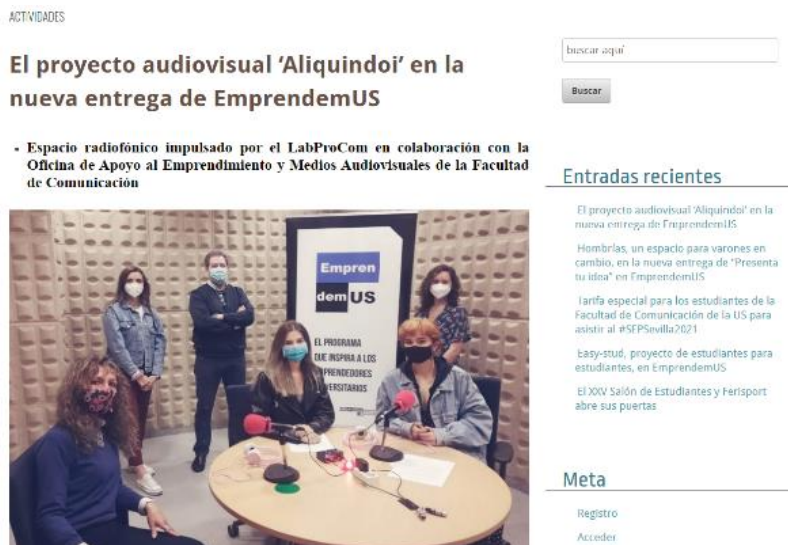 ACTIVIDADES
El proyecto audiovisual ‘Aliquindoi’ en la
nueva entrega de EmprendemUS
• Espacio radiofónico impulsado por el LabProCom en colaboración con la
Oficina de Apoyo al Emprendimiento y Medios Audiovisuales de la Facultad
de Comunicación
Empren
demUS
EL PROGRAMA
QUE INSPIRA A LOS
EMPRENDEDORES
UNIVERSITARIOS
buscar aquí
Buscar
Entradas recientes
El proyecto audiovisual ‘Aliquindoi’ en la
nueva entrega de EmprendemUS
Hombrías, un espacio para varones en
cambio, en la nueva entrega de “Presenta
tu idea” en EmprendemUS
Tarifa especial para los estudiantes de la
Facultad de Comunicación de la US para
asistir al #SEPSevilla2021
Easy-stud, proyecto de estudiantes para
estudiantes, en EmprendemUS
El XXV Salón de Estudiantes y Ferisport
abre sus puertas
Meta
Registro
Acceder